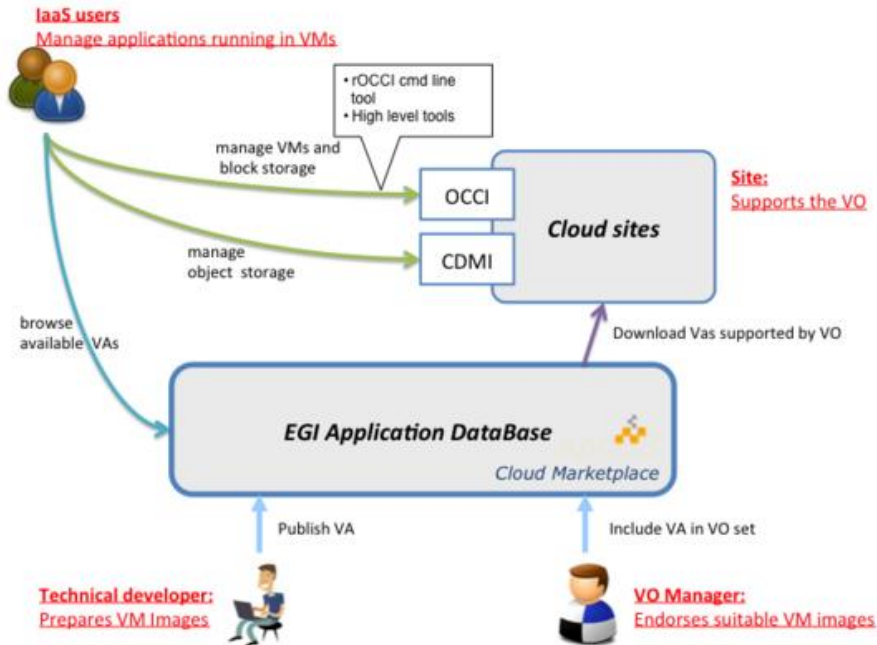 IaaS users
Manage applications running in VMs
• rOCCI cmd line
tool
• High level tools
manage VMs and
block storage
OCCI
CDMI
Cloud sites
Site:
Supports the VO
manage
object storage
browse
available VAs
Download Vas supported by VO
EGI Application DataBase
Cloud Marketplace
Publish VA
Include VA in VO set
Technical developer:
Prepares VM Images
VO Manager:
Endorses suitable VM images